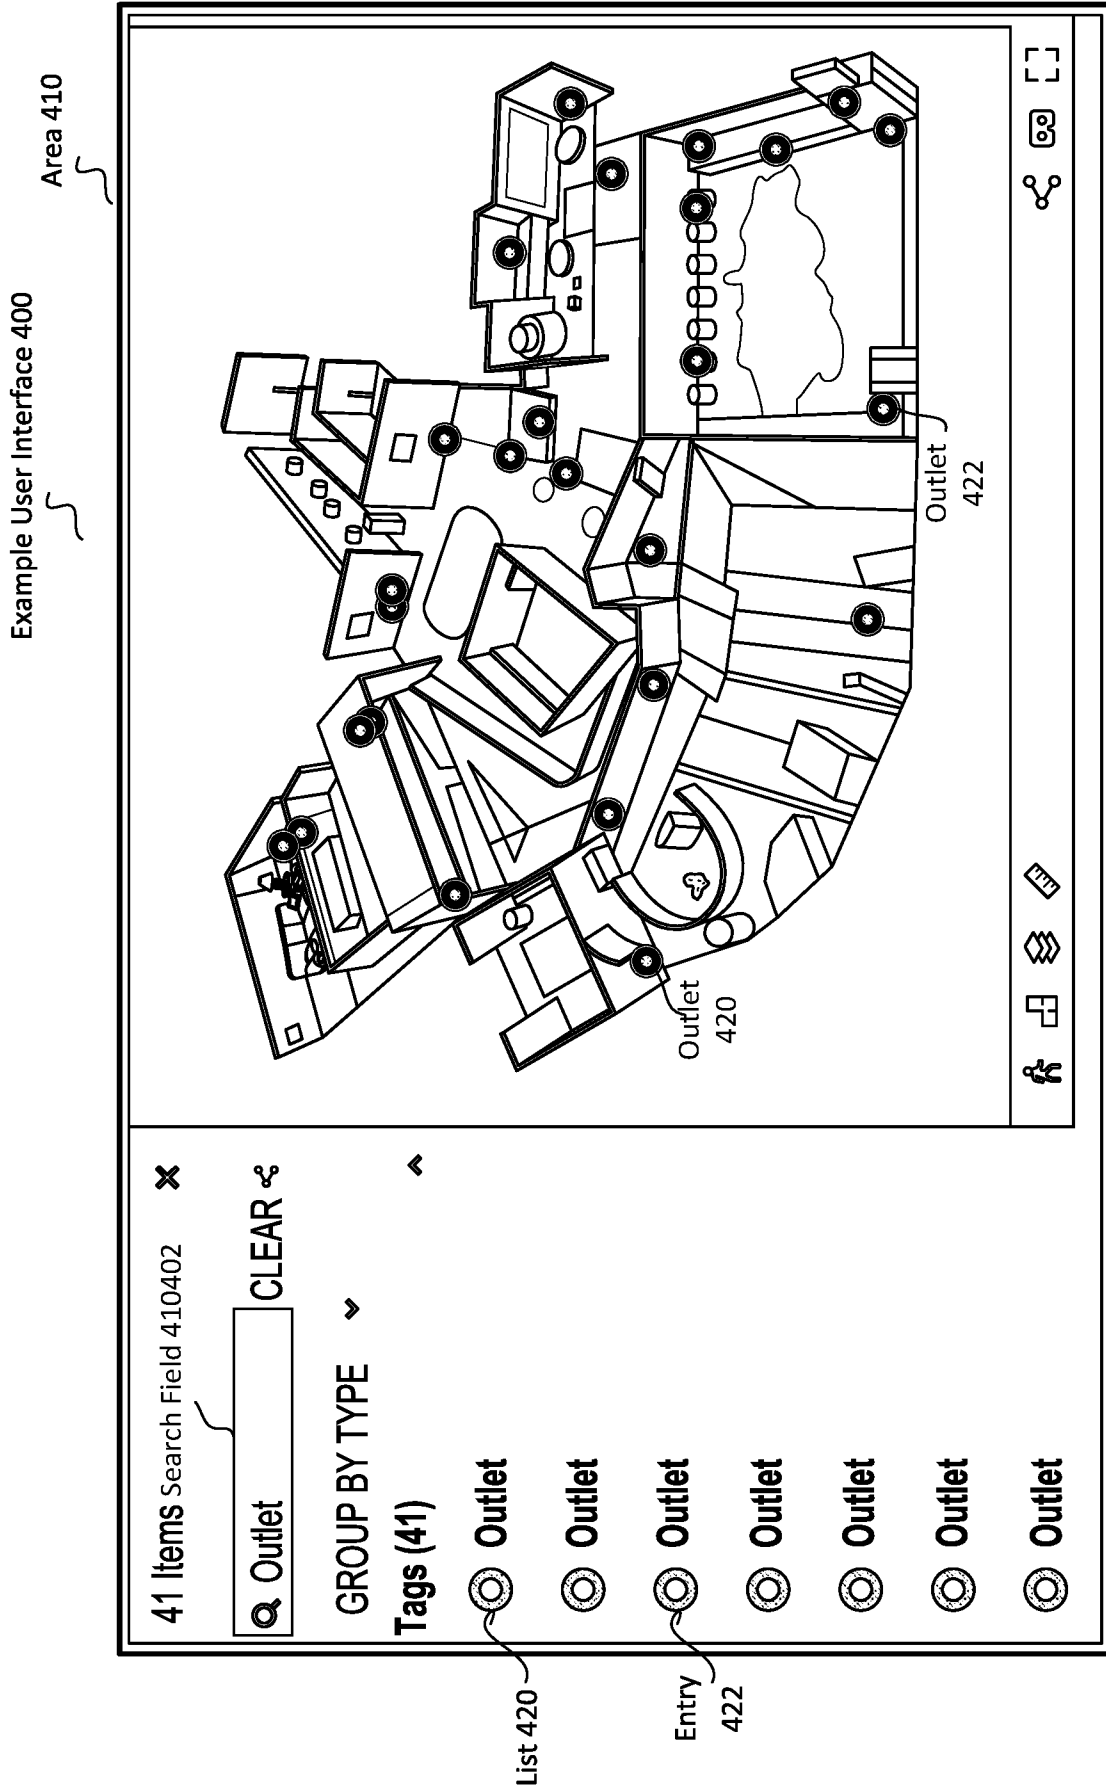 Example User Interface 400
Area 410
41 Items
Search Field 410402
Outlet
CLEAR
GROUP BY TYPE
Tags (41)
Outlet
Outlet
Outlet
Outlet
Outlet
Outlet
Outlet
List 420
Entry
422
Outlet
420
Outlet
422